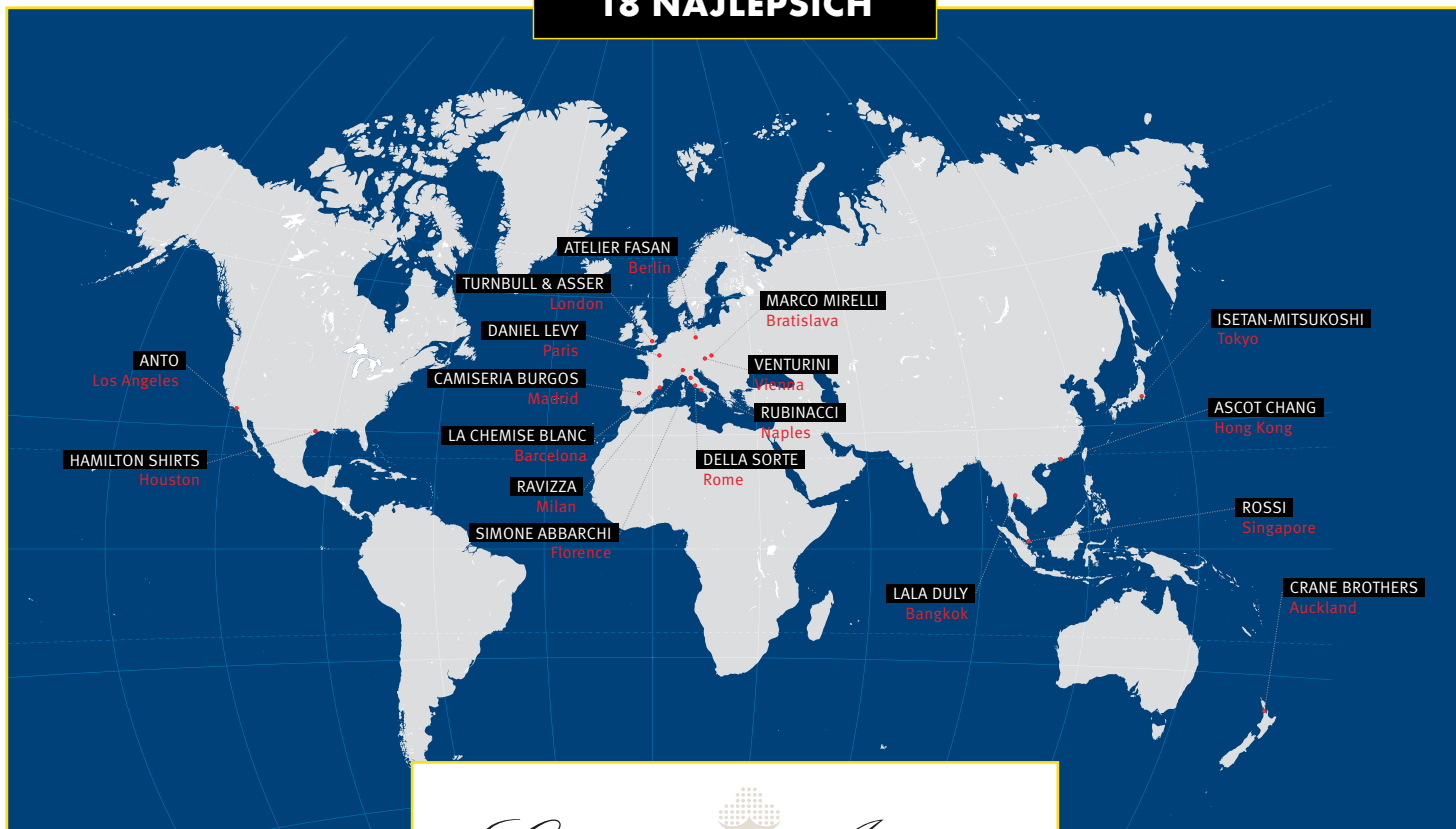 18 NAJLEPSICH
ATELIER FASAN
Berlin
TURNBULL & ASSER
London
MARCO MIRELLI
Bratislava
DANIEL LEVY
Paris
ISETAN-MITSUKOSHI
Tokyo
ANTO
Los Angeles
VENTURINI
Vienna
CAMISERIA BURGOS
Madrid
RUBINACCI
Naples
ASCOT CHANG
Hong Kong
LA CHEMISE BLANC
Barcelona
HAMILTON SHIRTS
Houston
DELLA SORTE
Rome
RAVIZZA
Milan
ROSSI
Singapore
SIMONE ABBARCHI
Florence
LALA DULY
Bangkok
CRANE BROTHERS
Auckland